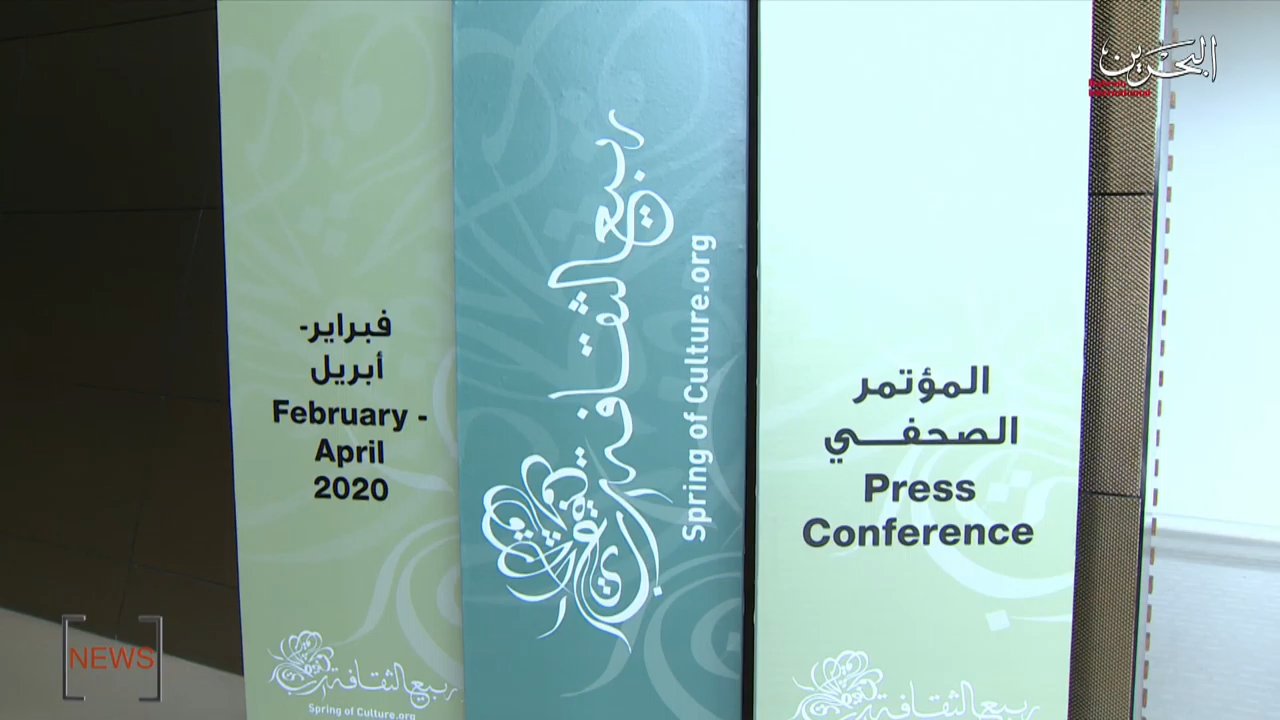 البحرين
فبراير-
أبريل
February -
April
2020
ربيع الثقافة
Spring of Culture.org
ربيع الثقافة
Spring of Culture.org
المؤتمر
الصحفـــي
Press
Conference
ربيع الثقافة
NEWS